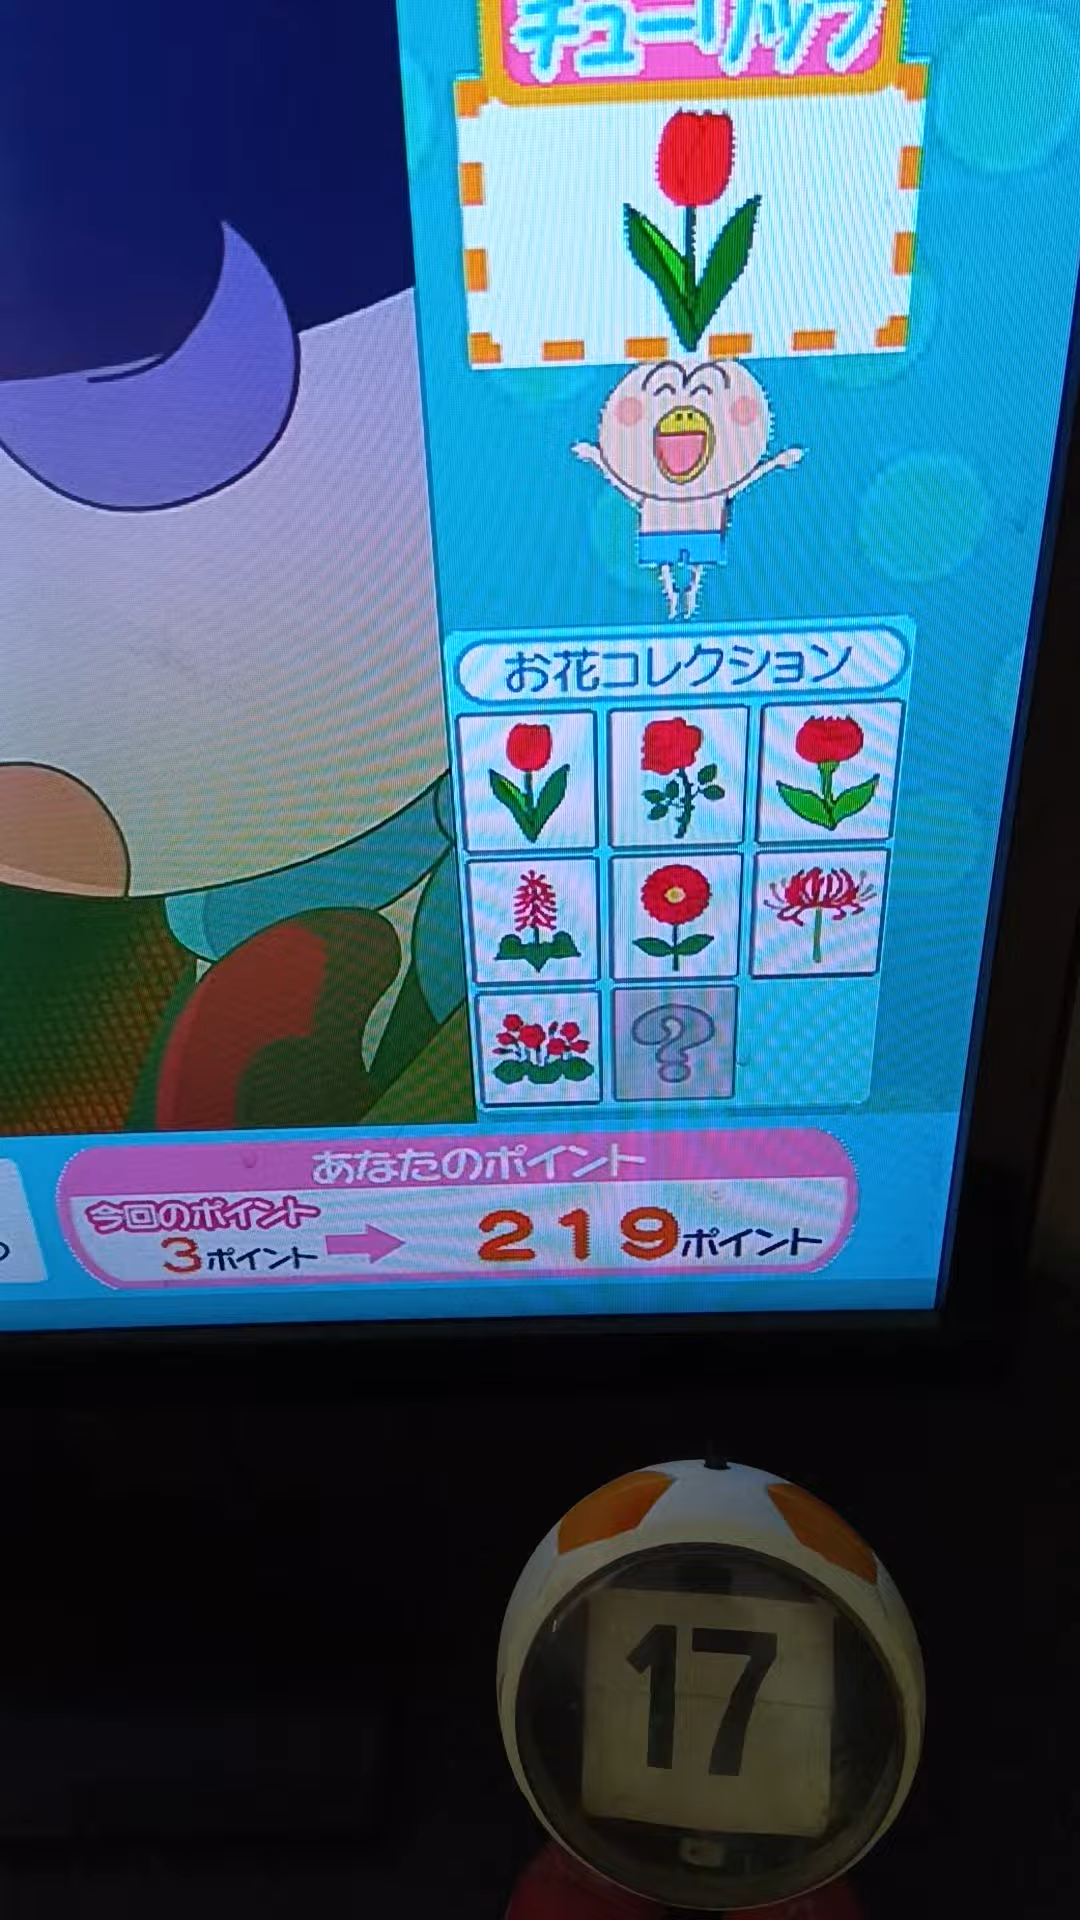 チューリップ
お花コレクション
?
あなたのポイント
今回のポイント
3ポイント
219ポイント
17